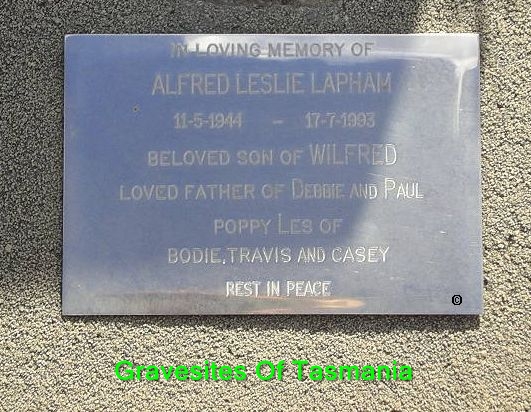 IN LOVING MEMORY OF
ALFRED LESLIE LAPHAM
11-5-1944 - 17-7-1993
BELOVED SON OF WILFRED
LOVED FATHER OF DEBBIE AND PAUL
POPPY LES OF
BODIE, TRAVIS AND CASEY
REST IN PEACE
©
Gravesites Of Tasmania